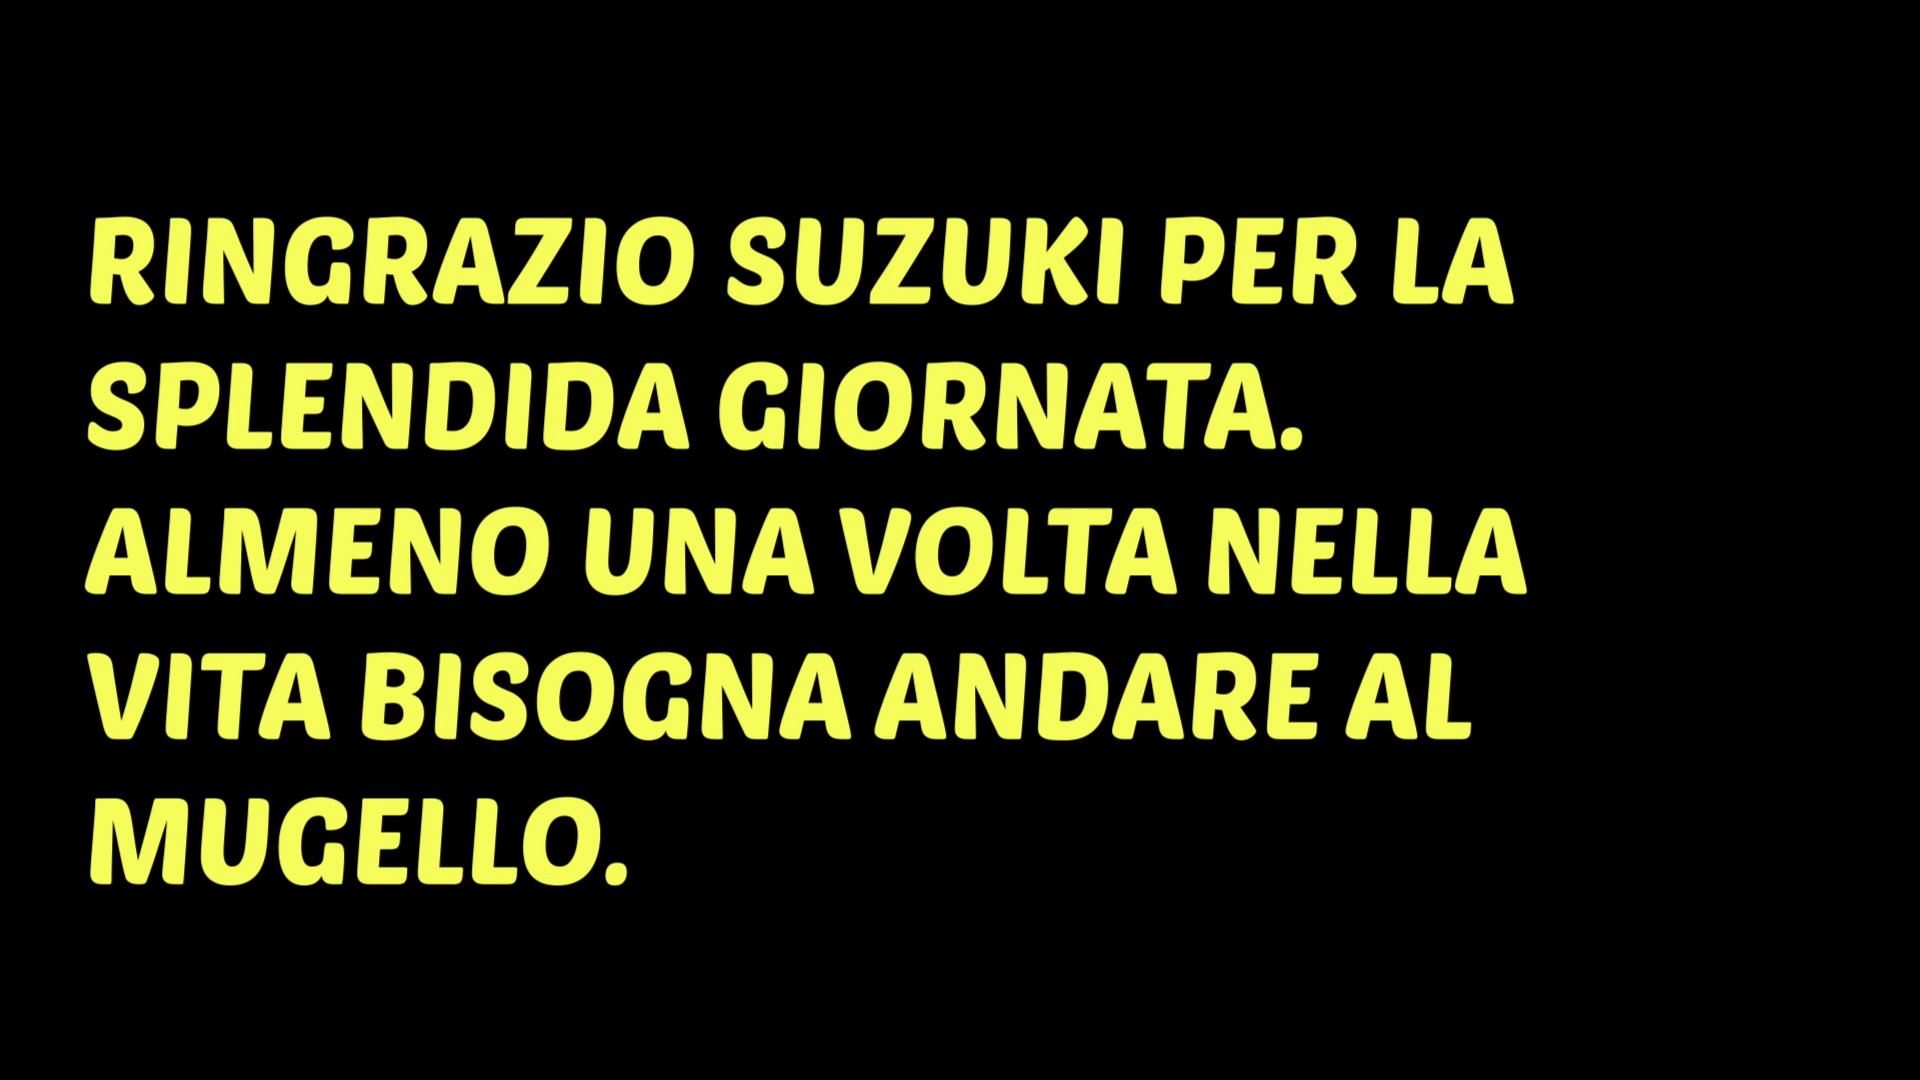 RINGRAZIO SUZUKI PER LA
SPLENDIDA GIORNATA.
ALMENO UNA VOLTA NELLA
VITA BISOGNA ANDARE AL
MUGELLO.